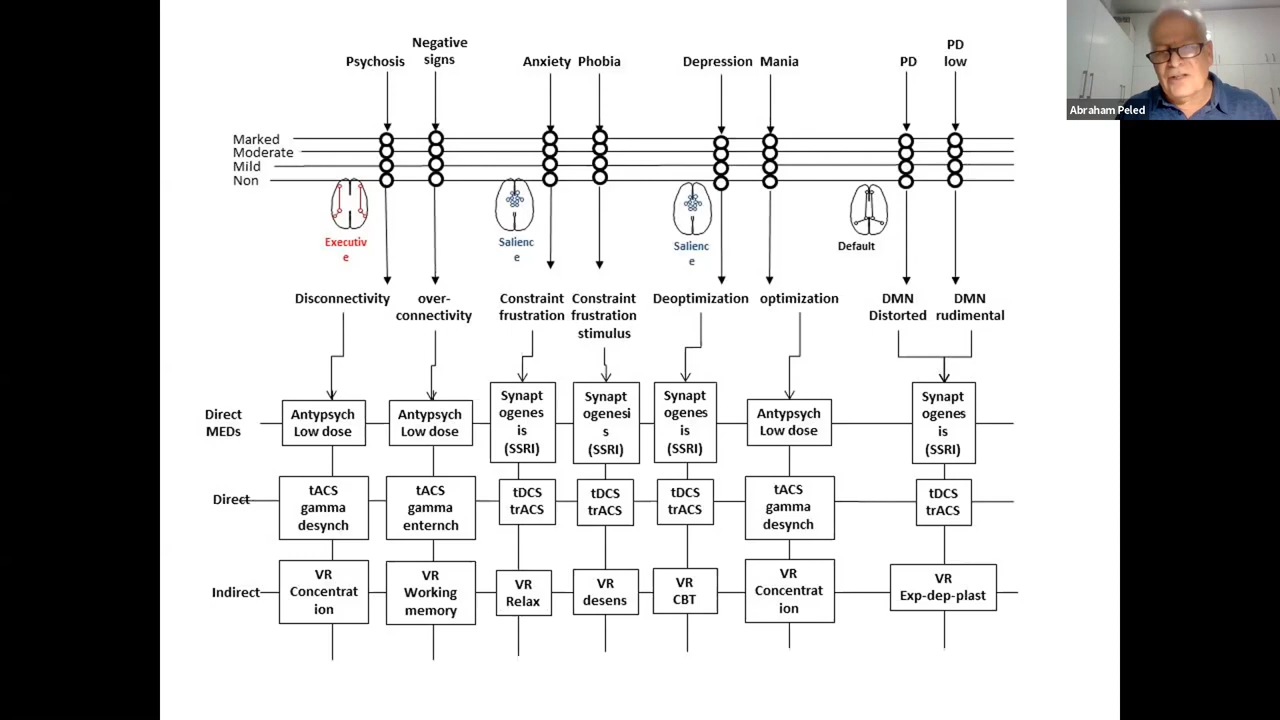 Psychosis
Negative
signs
Anxiety
Phobia
Depression
Mania
PD
PD
low
Abraham Peled
Marked
Moderate
Mild
Non
Executiv
e
Salienc
e
Salienc
e
Default
Disconnectivity
over-
connectivity
Constraint
frustration
Constraint
frustration
stimulus
Deoptimization
optimization
DMN
Distorted
DMN
rudimental
Direct
MEDs
Antypsych
Low dose
Antypsych
Low dose
Synapt
ogenes
is
(SSRI)
Synapt
ogenesi
s
(SSRI)
Synapt
ogenes
is
(SSRI)
Antypsych
Low dose
Synapt
ogenes
is
(SSRI)
Direct
tACS
gamma
desynch
tACS
gamma
enternch
tDCS
trACS
tDCS
trACS
tDCS
trACS
tACS
gamma
desynch
tDCS
trACS
Indirect
VR
Concentrat
ion
VR
Working
memory
VR
Relax
VR
desens
VR
CBT
VR
Concentrat
ion
VR
Exp-dep-plast